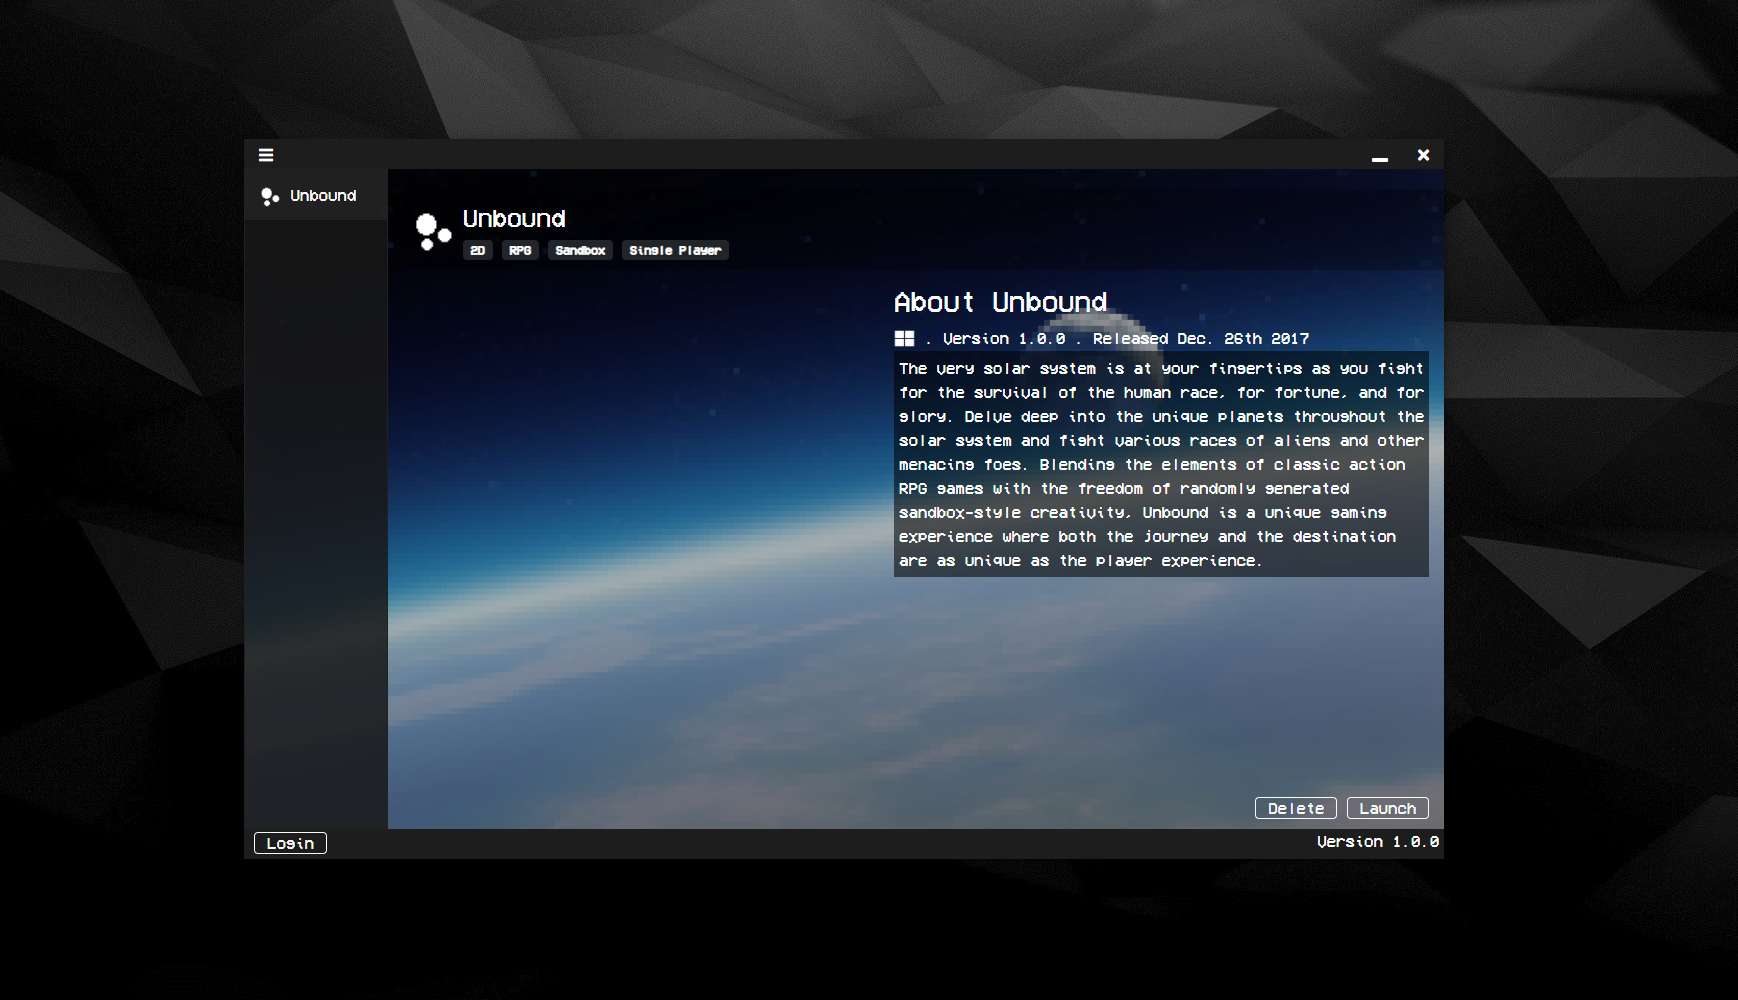 Unbound
Unbound
2D RPG Sandbox Single Player
About Unbound
. Version 1.0.0 . Released Dec. 26th 2017
The very solar system is at your fingertips as you fight
for the survival of the human race, for fortune, and for
glory. Delve deep into the unique planets throughout the
solar system and fight various races of aliens and other
menacing foes. Blending the elements of classic action
RPG games with the freedom of randomly generated
sandbox-style creativity, Unbound is a unique gaming
experience where both the journey and the destination
are as unique as the player experience.
Delete Launch
Login Version 1.0.0